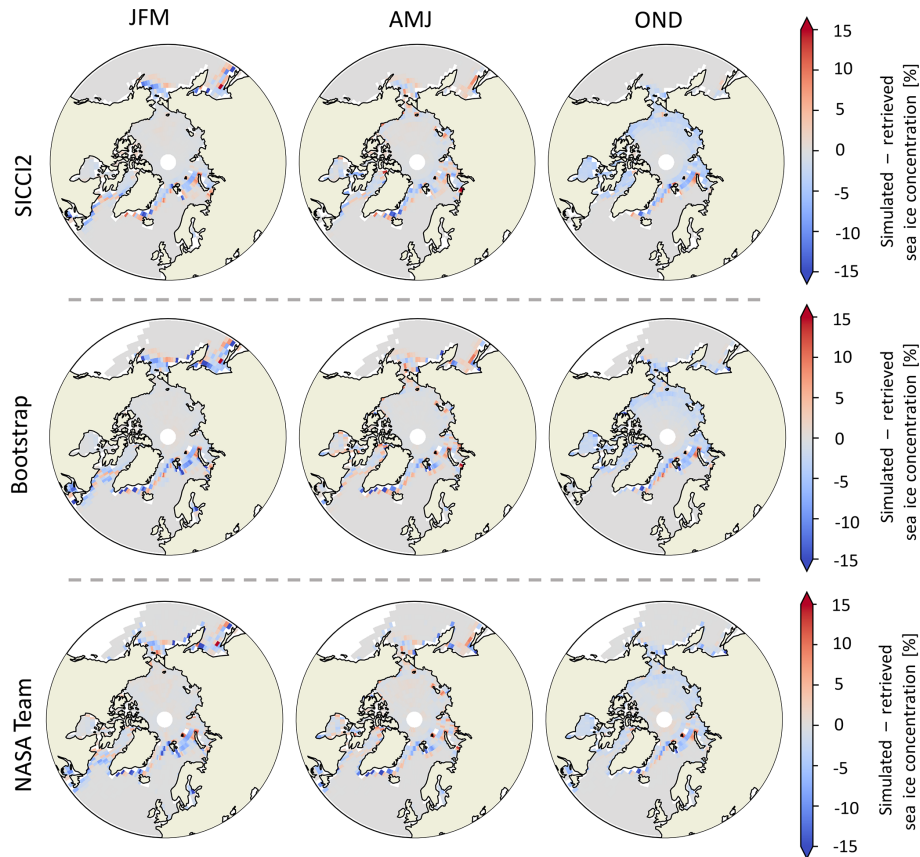 JFM AMJ OND
SICCI2
15
10
5
0
-5
-10
-15
Simulated – retrieved
sea ice concentration [%]
Bootstrap
15
10
5
0
-5
-10
-15
Simulated – retrieved
sea ice concentration [%]
NASA Team
15
10
5
0
-5
-10
-15
Simulated – retrieved
sea ice concentration [%]